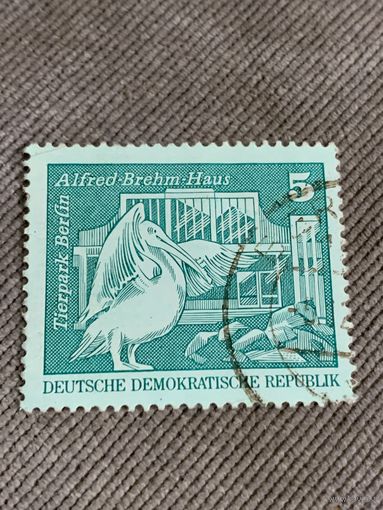 Alfred-Brehm-Haus
5
Tierpark Berlin
DEUTSCHE DEMOKRATISCHE REPUBLIK